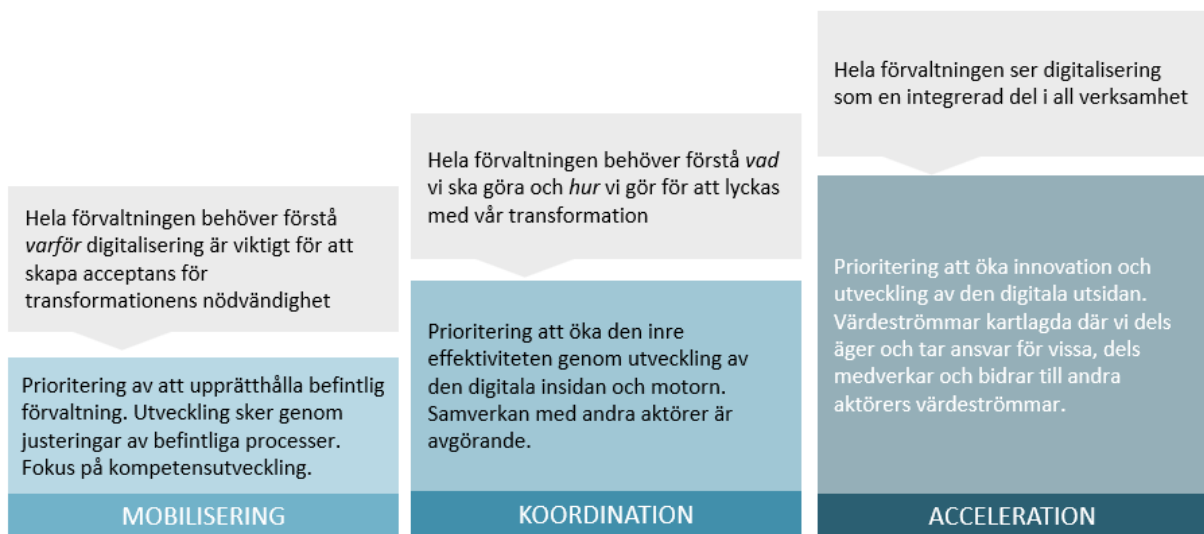 Hela förvaltningen behöver förstå
varför digitalisering är viktigt för att
skapa acceptans för
transformationens nödvändighet
Prioritering av att upprätthålla befintlig
förvaltning. Utveckling sker genom
justeringar av befintliga processer.
Fokus på kompetensutveckling.
MOBILISERING
Hela förvaltningen behöver förstå vad
vi ska göra och hur vi gör för att lyckas
med vår transformation
Prioritering att öka den inre
effektiviteten genom utveckling av
den digitala insidan och motorn.
Samverkan med andra aktörer är
avgörande.
KOORDINATION
Hela förvaltningen ser digitalisering
som en integrerad del i all verksamhet
Prioritering att öka innovation och
utveckling av den digitala utsidan.
Värdeströmmar kartlagda där vi dels
äger och tar ansvar för vissa, dels
medverkar och bidrar till andra
aktörers värdeströmmar.
ACCELERATION